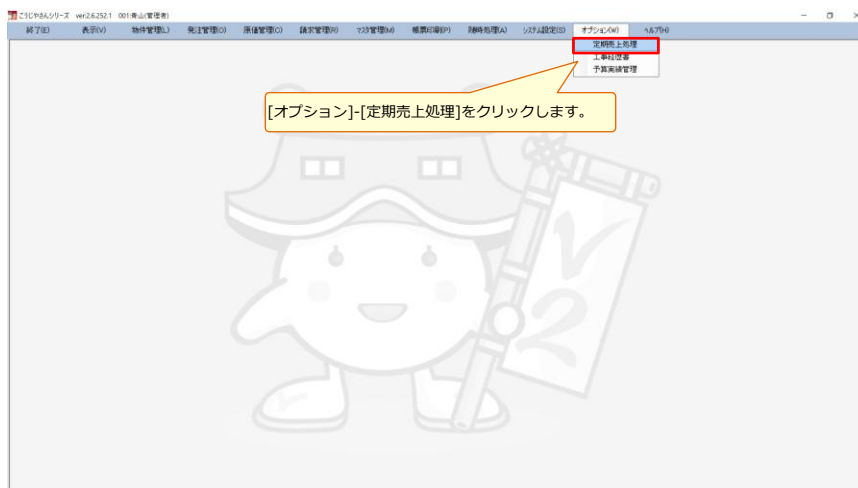 こうじやさんシリーズ ver.2.6.252.1 001:青山(管理者)
終了(E) 表示(V) 物件管理(L) 発注管理(O) 原価管理(C) 請求管理(R) マスタ管理(M) 帳票印刷(P) 随時処理(A) システム設定(S) オプション(W) ヘルプ(H)
定期売上処理
工事経歴書
予算実績管理
[オプション]-[定期売上処理]をクリックします。
V2